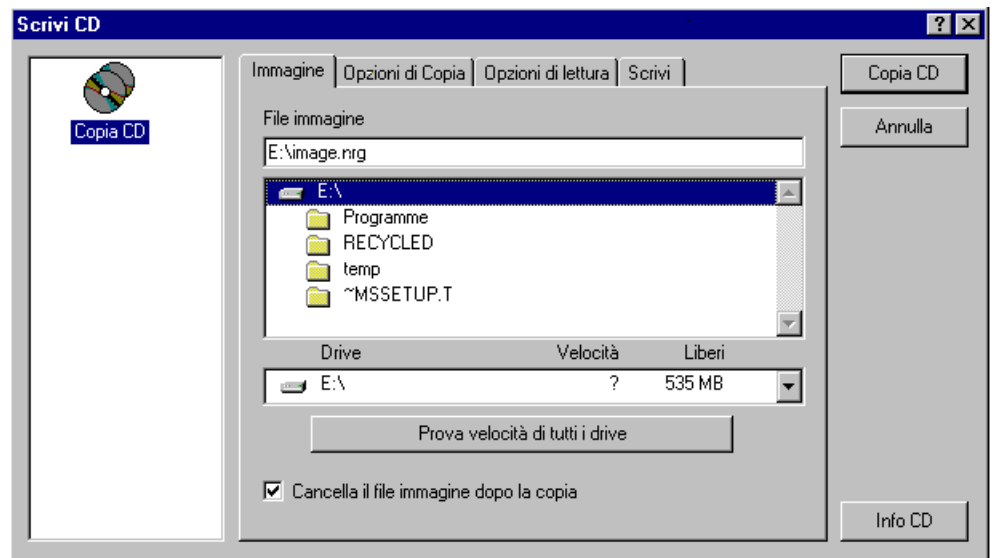 Scrivi CD
Copia CD
Immagine
Opzioni di Copia
Opzioni di lettura
Scrivi
File immagine
E:\image.nrg
E:\
Programme
RECYCLED
temp
~MSSETUP.T
Drive Velocità Liberi
E:\ ? 535 MB
Prova velocità di tutti i drive
Cancella il file immagine dopo la copia
Copia CD
Annulla
Info CD